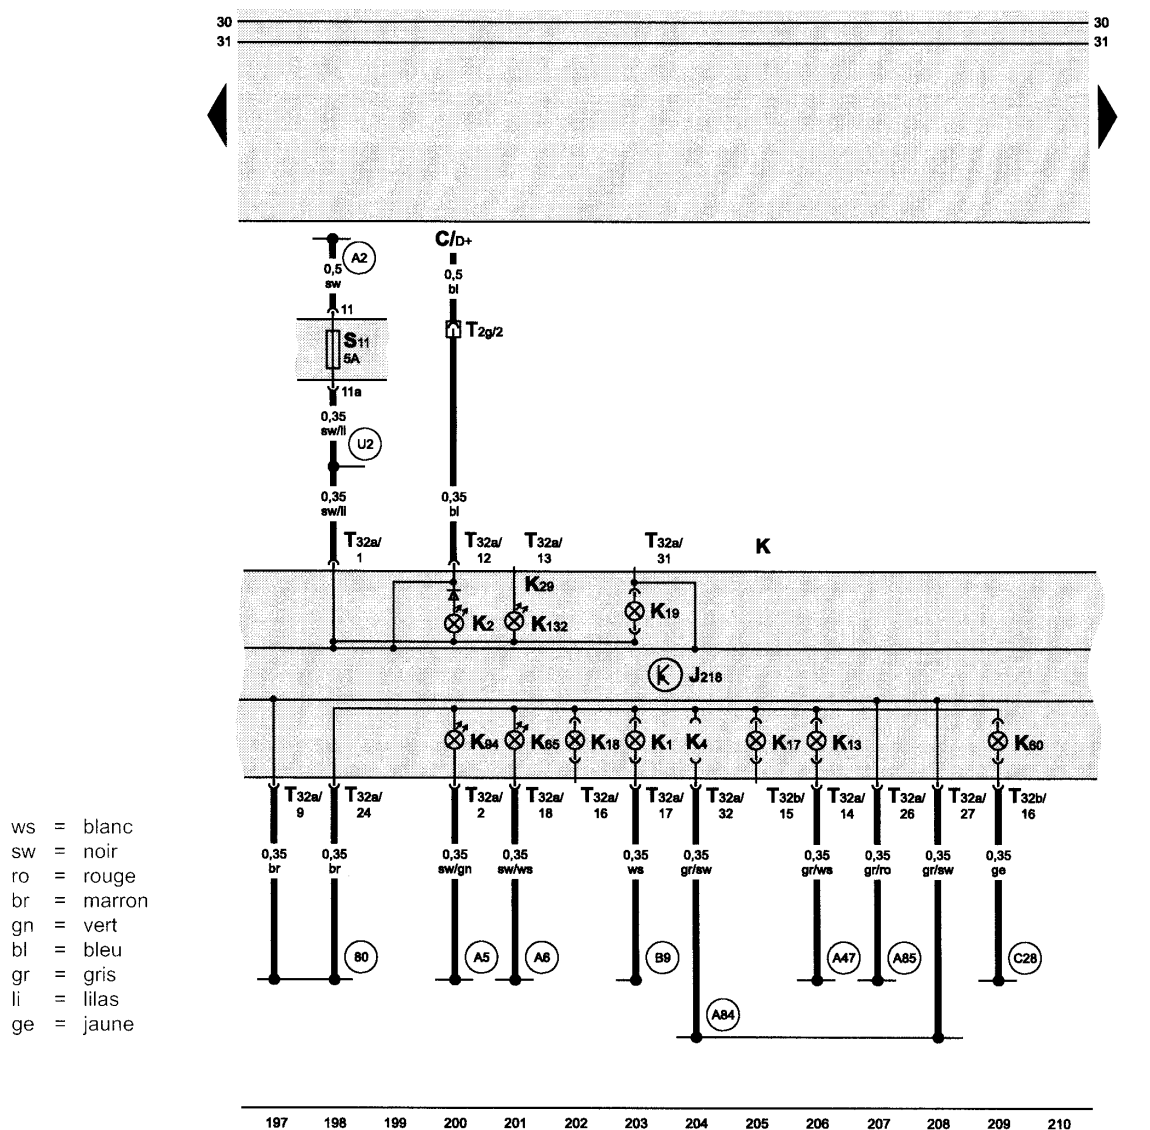 30 30
31 31
C/D+
A2
0,5
sw
0,5
bl
11
S11
5A
T2g/2
11a
0,35
sw/li
U2
0,35
sw/li
0,35
bl
T32a/
1
T32a/
12
T32a/
13
T32a/
31
K
K29
K2
K132
K19
J218
K94 K65 K18 K1 K4 K17 K13 K60
T32a/
9
T32a/
24
T32a/
2
T32a/
18
T32a/
16
T32a/
17
T32a/
32
T32b/
15
T32a/
14
T32a/
26
T32a/
27
T32b/
16
0,35
br
0,35
br
0,35
sw/gn
0,35
sw/ws
0,35
ws
0,35
gr/sw
0,35
gr/ws
0,35
gr/ro
0,35
gr/sw
0,35
ge
80 A5 A6 B9 A47 A85 C28
A84
ws = blanc
sw = noir
ro = rouge
br = marron
gn = vert
bl = bleu
gr = gris
li = lilas
ge = jaune
197 198 199 200 201 202 203 204 205 206 207 208 209 210